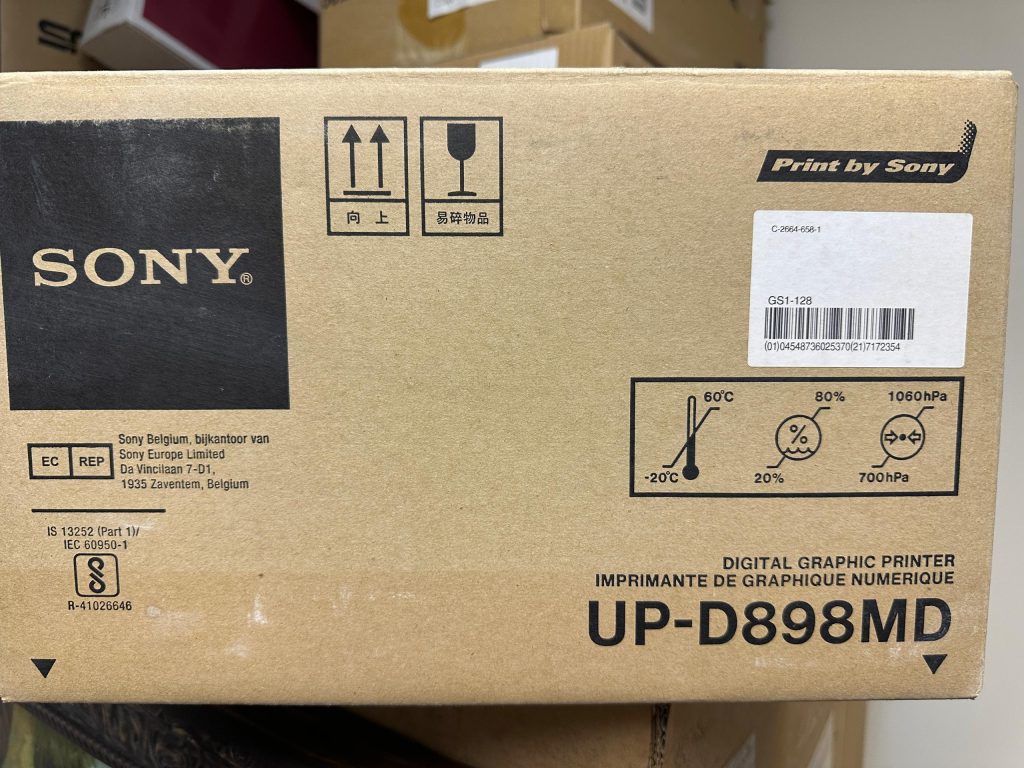 SONY®
向 上
易碎物品
Print by Sony
C-2664-658-1
GS1-128
(01)04548736025370(21)7172354
60°C
-20°C
80%
%
20%
1060hPa
700hPa
EC REP
Sony Belgium, bijkantoor van
Sony Europe Limited
Da Vincilaan 7-D1,
1935 Zaventem, Belgium
IS 13252 (Part 1)/
IEC 60950-1
R-41026646
DIGITAL GRAPHIC PRINTER
IMPRIMANTE DE GRAPHIQUE NUMERIQUE
UP-D898MD